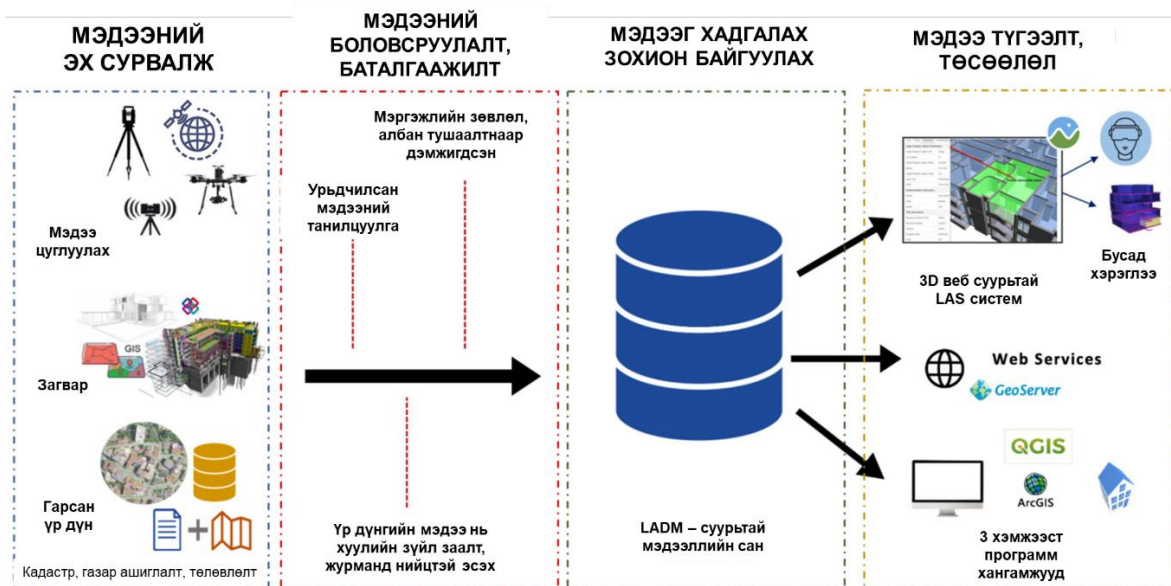 МЭДЭЭНИЙ
ЭХ СУРВАЛЖ
МЭДЭЭНИЙ
БОЛОВСРУУЛАЛТ,
БАТАЛГААЖИЛТ
МЭДЭЭГ ХАДГАЛАХ
ЗОХИОН БАЙГУУЛАХ
МЭДЭЭ ТҮГЭЭЛТ,
ТӨСӨӨЛӨЛ
Мэдээ
цуглуулах
GIS
Загвар
Гарсан
үр дүн
Кадастр, газар ашиглалт, төлөвлөлт
Мэргэжлийн зөвлөл,
албан тушаалтнаар
дэмжигдсэн
Урьдчилсан
мэдээний
танилцуулга
Үр дүнгийн мэдээ нь
хуулийн зүйл заалт,
журманд нийцтэй эсэх
LADM – суурьтай
мэдээллийн сан
3D веб суурьтай
LAS систем
Бусад
хэрэглээ
Web Services
GeoServer
QGIS
ArcGIS
3 хэмжээст
программ
хангамжууд